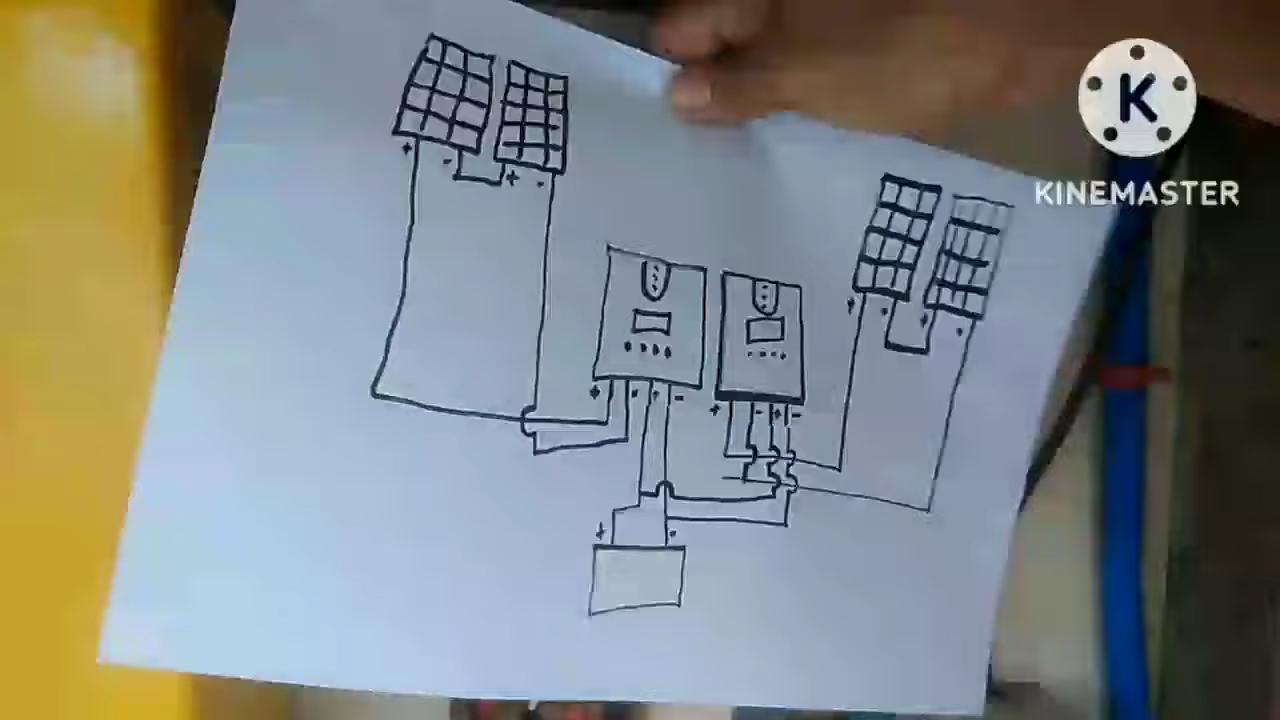 K
KINEMASTER
+ - + -
+ - + -
+ - + -
+ - + -
+ -